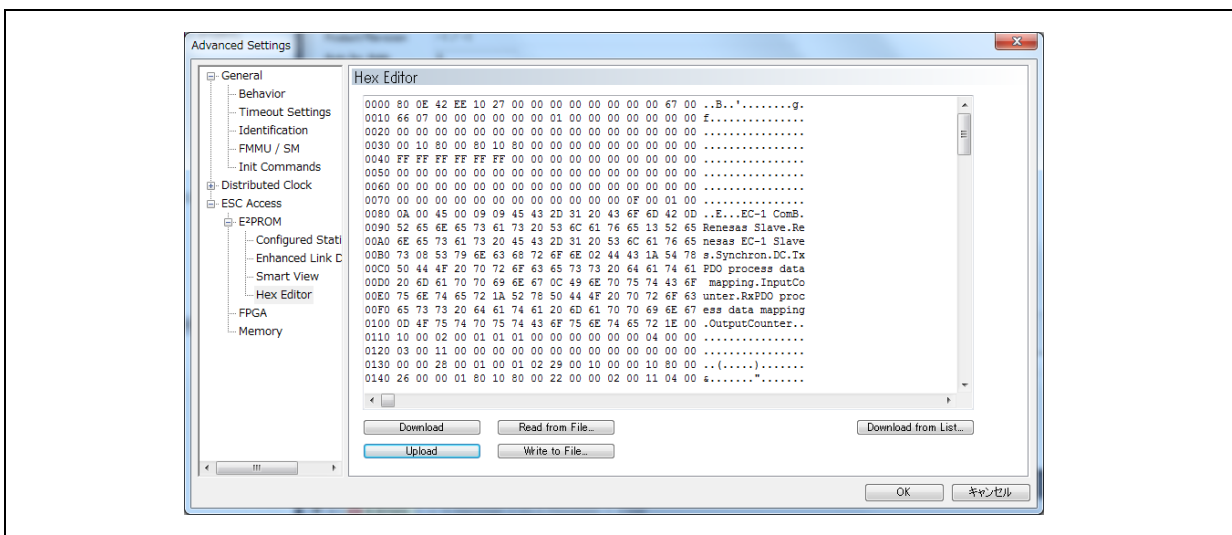 Advanced Settings
General
Behavior
Timeout Settings
Identification
FMMU / SM
Init Commands
Distributed Clock
ESC Access
E²PROM
Configured Stati
Enhanced Link D
Smart View
Hex Editor
FPGA
Memory
Hex Editor
0000 80 0E 42 EE 10 27 00 00 00 00 00 00 00 00 67 00 ..B..'........g.
0010 66 07 00 00 00 00 00 00 01 00 00 00 00 00 00 00 f...............
0020 00 00 00 00 00 00 00 00 00 00 00 00 00 00 00 00 ................
0030 00 10 80 00 80 10 80 00 00 00 00 00 00 00 00 00 ................
0040 FF FF FF FF FF FF 00 00 00 00 00 00 00 00 00 00 ................
0050 00 00 00 00 00 00 00 00 00 00 00 00 00 00 00 00 ................
0060 00 00 00 00 00 00 00 00 00 00 00 00 00 00 00 00 ................
0070 00 00 00 00 00 00 00 00 00 00 00 00 0F 00 01 00 ................
0080 0A 00 45 00 09 09 45 43 2D 31 20 43 6F 6D 42 0D ..E...EC-1 ComB.
0090 52 65 6E 65 73 61 73 20 53 6C 61 76 65 13 52 65 Renesas Slave.Re
00A0 6E 65 73 61 73 20 45 43 2D 31 20 53 6C 61 76 65 nesas EC-1 Slave
00B0 73 08 53 79 6E 63 68 72 6F 6E 02 44 43 1A 54 78 s.Synchron.DC.Tx
00C0 50 44 4F 20 70 72 6F 63 65 73 73 20 64 61 74 61 PDO process data
00D0 20 6D 61 70 70 69 6E 67 0C 49 6E 70 75 74 43 6F  mapping.InputCo
00E0 75 6E 74 65 72 1A 52 78 50 44 4F 20 70 72 6F 63 unter.RxPDO proc
00F0 65 73 73 20 64 61 74 61 20 6D 61 70 70 69 6E 67 ess data mapping
0100 0D 4F 75 74 70 75 74 43 6F 75 6E 74 65 72 1E 00 .OutputCounter..
0110 10 00 02 00 01 01 01 00 00 00 00 00 00 04 00 00 ................
0120 03 00 11 00 00 00 00 00 00 00 00 00 00 00 00 00 ................
0130 00 00 28 00 01 00 01 02 29 00 10 00 00 10 80 00 ..(.....).......
0140 26 00 00 01 80 10 80 00 22 00 00 02 00 11 04 00 &.......".......
Download
Read from File...
Download from List...
Upload
Write to File...
OK
キャンセル